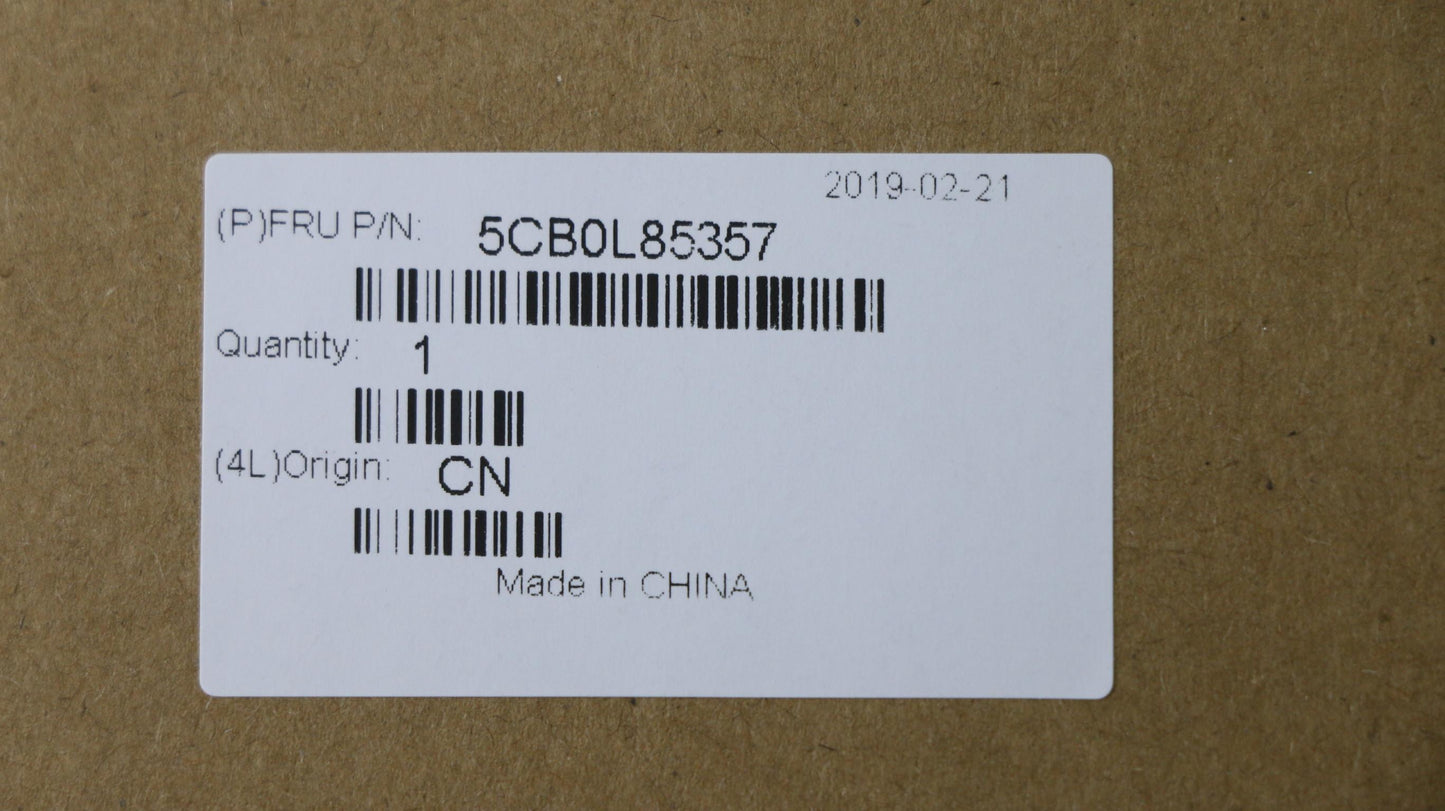 2019-02-21
(P)FRU P/N: 5CB0L85357
Quantity: 1
(4L)Origin: CN
Made in CHINA